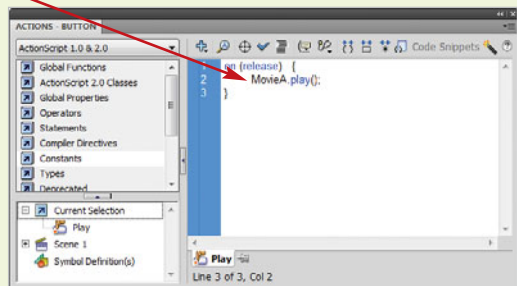 ACTIONS - BUTTON
ActionScript 1.0 & 2.0
Code Snippets
Global Functions
ActionScript 2.0 Classes
Global Properties
Operators
Statements
Compiler Directives
Constants
Types
Deprecated
1 on (release) {
2 MovieA.play();
3 }
Current Selection
Play
Scene 1
Symbol Definition(s)
Play
Line 3 of 3, Col 2